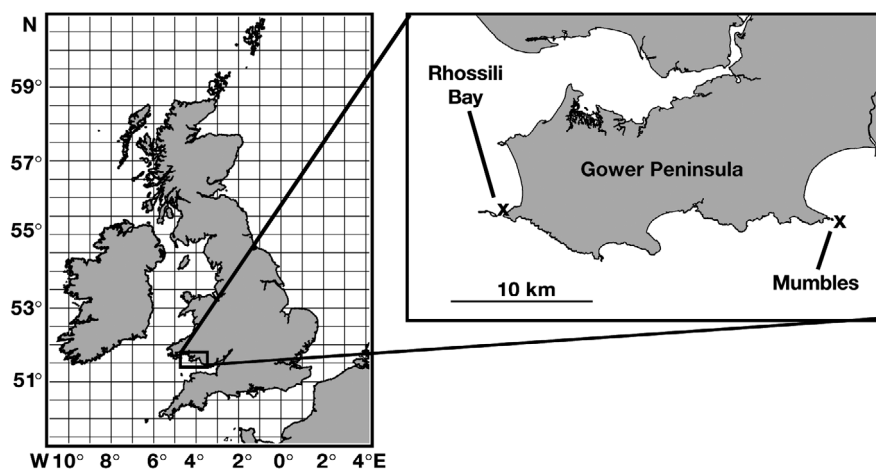 N
59°
57°
55°
53°
51°
W 10° 8° 6° 4° 2° 0° 2° 4°E
Rhossili
Bay
Gower Peninsula
10 km
Mumbles
X
X